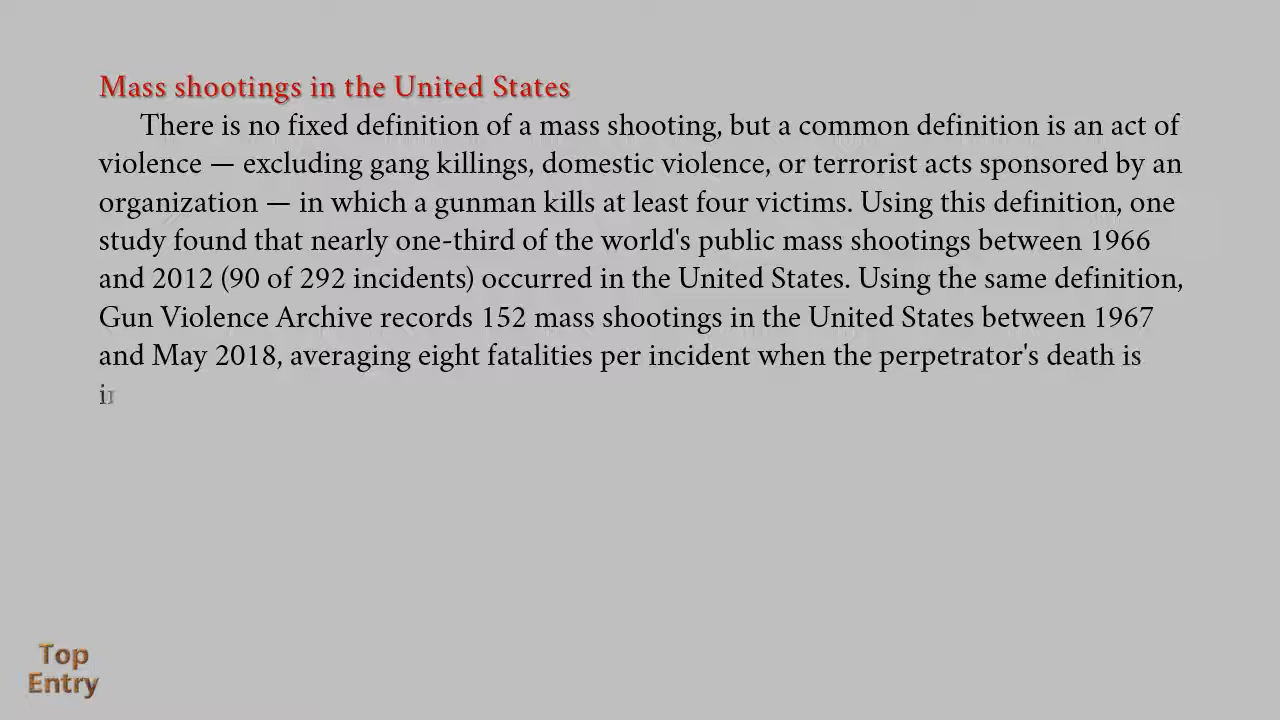 Mass shootings in the United States
There is no fixed definition of a mass shooting, but a common definition is an act of
violence — excluding gang killings, domestic violence, or terrorist acts sponsored by an
organization — in which a gunman kills at least four victims. Using this definition, one
study found that nearly one-third of the world's public mass shootings between 1966
and 2012 (90 of 292 incidents) occurred in the United States. Using the same definition,
Gun Violence Archive records 152 mass shootings in the United States between 1967
and May 2018, averaging eight fatalities per incident when the perpetrator's death is
Top
Entry